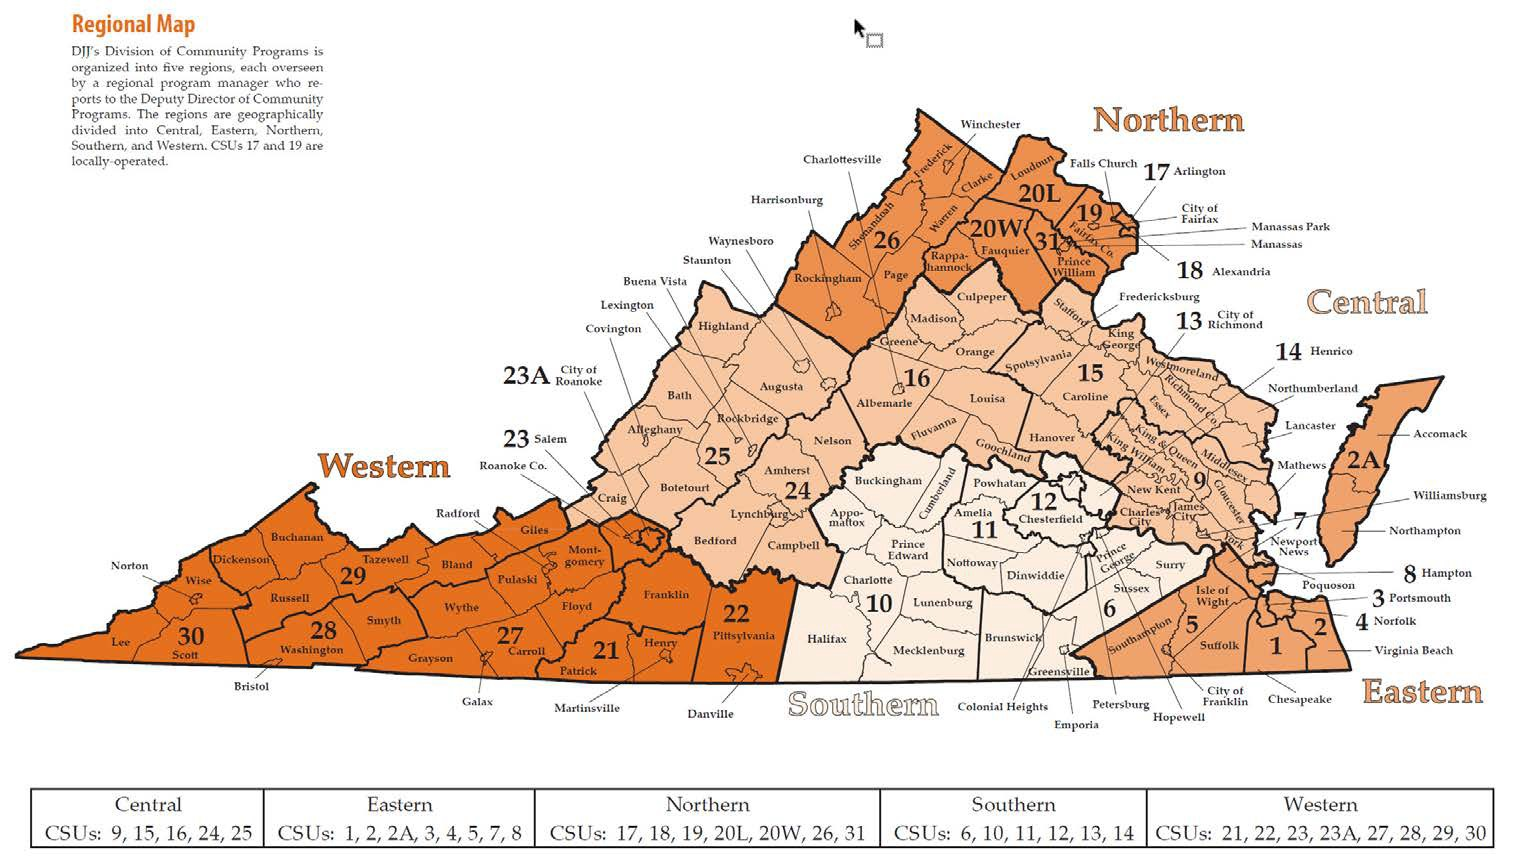 Regional Map
DJJ's Division of Community Programs is
organized into five regions, each overseen
by a regional program manager who re-
ports to the Deputy Director of Community
Programs. The regions are geographically
divided into Central, Eastern, Northern,
Southern, and Western. CSUs 17 and 19 are
locally-operated.
Northern
Winchester
Charlottesville
Harrisonburg
Waynesboro
Staunton
Buena Vista
Lexington
Covington
Falls Church
17 Arlington
City of
Fairfax
Manassas Park
Manassas
18 Alexandria
Frederick
Clarke
Loudoun
20L
Shenandoah
Warren
26
20W
Fauquier
19
Fairfax Co.
31
Prince
William
Rappa-
hannock
Page
Rockingham
Central
Fredericksburg
13 City of
Richmond
14 Henrico
Northumberland
Lancaster
Mathews
Highland
Bath
Augusta
Rockbridge
Alleghany
25
Botetourt
Craig
Nelson
Amherst
24
Lynchburg
Bedford
Campbell
Culpeper
Madison
Greene
Orange
16
Albemarle
Louisa
Fluvanna
Goochland
Stafford
King
George
Spotsylvania
15
Caroline
Hanover
Westmoreland
Richmond Co.
Essex
King & Queen
King William
Middlesex
9
New Kent
Gloucester
Charles
City
James
City
York
23A City of
Roanoke
23 Salem
Roanoke Co.
Radford
Western
Norton
Buchanan
Dickenson
Wise
29
Tazewell
Russell
Lee
30
Scott
28
Washington
Smyth
Bland
Giles
Pulaski
Mont-
gomery
Wythe
Floyd
27
Carroll
Grayson
Franklin
21
Henry
Patrick
22
Pittsylvania
Bristol
Galax
Martinsville
Danville
Southern
Buckingham
Cumberland
Powhatan
Appo-
mattox
Prince
Edward
Amelia
11
12
Chesterfield
Nottoway
Dinwiddie
Prince
George
Surry
Sussex
6
Charlotte
10
Lunenburg
Halifax
Mecklenburg
Brunswick
Greensville
Colonial Heights
Emporia
Petersburg
Hopewell
City of
Franklin
Chesapeake
Eastern
Southampton
Isle of
Wight
5
Suffolk
1
2
2A
Accomack
Northampton
Williamsburg
7
Newport
News
Poquoson
8 Hampton
3 Portsmouth
4 Norfolk
Virginia Beach
Central
CSUs: 9, 15, 16, 24, 25
Eastern
CSUs: 1, 2, 2A, 3, 4, 5, 7, 8
Northern
CSUs: 17, 18, 19, 20L, 20W, 26, 31
Southern
CSUs: 6, 10, 11, 12, 13, 14
Western
CSUs: 21, 22, 23, 23A, 27, 28, 29, 30